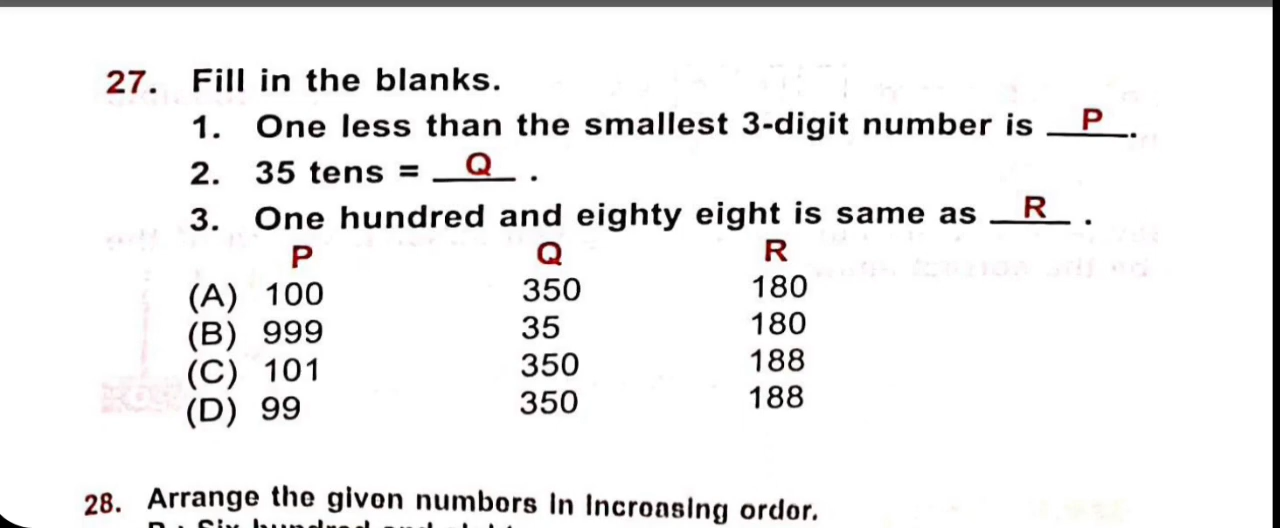 27. Fill in the blanks.
1. One less than the smallest 3-digit number is P.
2. 35 tens = Q.
3. One hundred and eighty eight is same as R.
P Q R
(A) 100 350 180
(B) 999 35 180
(C) 101 350 188
(D) 99 350 188
28. Arrange the given numbers in increasing order.